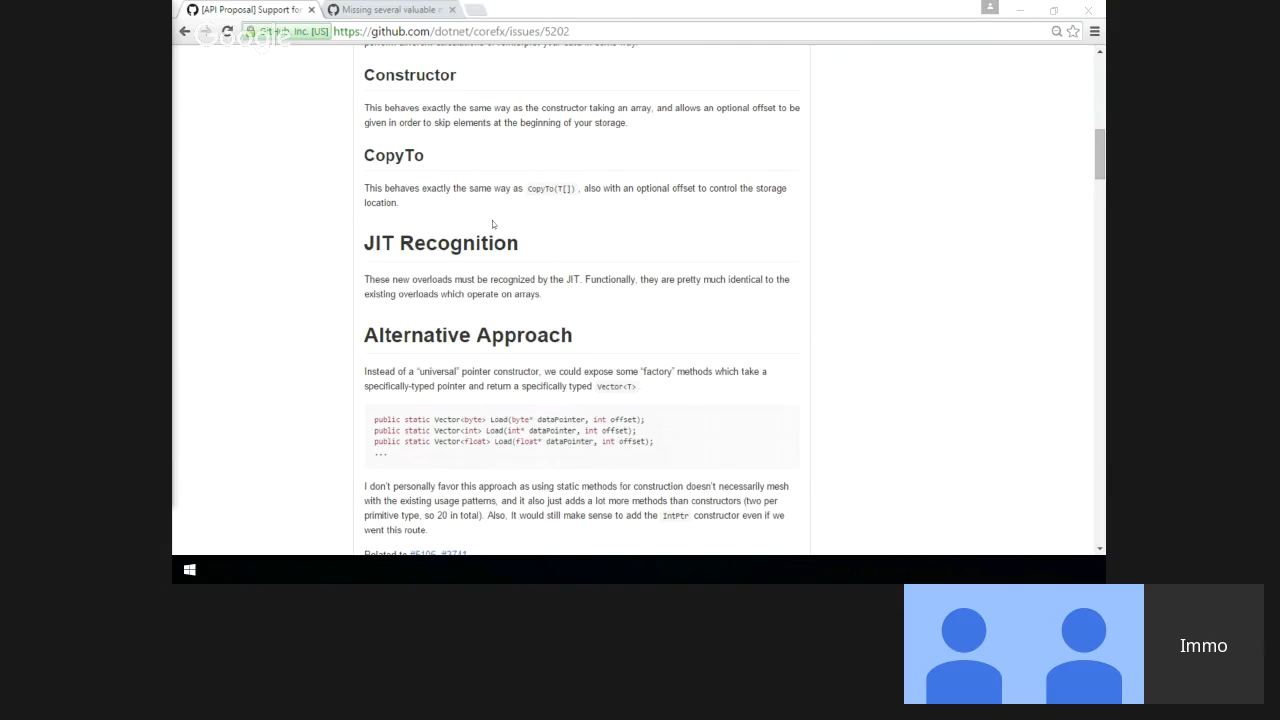 [API Proposal] Support for
Missing several valuable m
GitHub, Inc. [US]
https://github.com/dotnet/corefx/issues/5202
Google
Constructor
This behaves exactly the same way as the constructor taking an array, and allows an optional offset to be
given in order to skip elements at the beginning of your storage.
CopyTo
This behaves exactly the same way as CopyTo(T[]) , also with an optional offset to control the storage
location.
JIT Recognition
These new overloads must be recognized by the JIT. Functionally, they are pretty much identical to the
existing overloads which operate on arrays.
Alternative Approach
Instead of a “universal” pointer constructor, we could expose some “factory” methods which take a
specifically-typed pointer and return a specifically typed Vector<T>
public static Vector<byte> Load(byte* dataPointer, int offset);
public static Vector<int> Load(int* dataPointer, int offset);
public static Vector<float> Load(float* dataPointer, int offset);
...
I don't personally favor this approach as using static methods for construction doesn't necessarily mesh
with the existing usage patterns, and it also just adds a lot more methods than constructors (two per
primitive type, so 20 in total). Also, It would still make sense to add the IntPtr constructor even if we
went this route.
Related to #5106, #2741
Immo